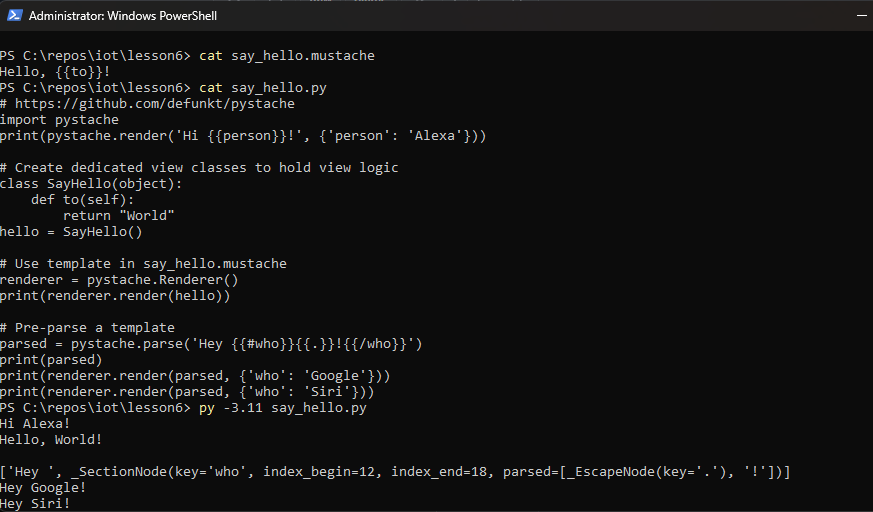 Administrator: Windows PowerShell
PS C:\repos\iot\lesson6> cat say_hello.mustache
Hello, {{to}}!
PS C:\repos\iot\lesson6> cat say_hello.py
# https://github.com/defunkt/pystache
import pystache
print(pystache.render('Hi {{person}}!', {'person': 'Alexa'}))

# Create dedicated view classes to hold view logic
class SayHello(object):
    def to(self):
        return "World"
hello = SayHello()

# Use template in say_hello.mustache
renderer = pystache.Renderer()
print(renderer.render(hello))

# Pre-parse a template
parsed = pystache.parse('Hey {{#who}}{{.}}!{{/who}}')
print(parsed)
print(renderer.render(parsed, {'who': 'Google'}))
print(renderer.render(parsed, {'who': 'Siri'}))
PS C:\repos\iot\lesson6> py -3.11 say_hello.py
Hi Alexa!
Hello, World!

['Hey ', _SectionNode(key='who', index_begin=12, index_end=18, parsed=[_EscapeNode(key='.'), '!'])]
Hey Google!
Hey Siri!